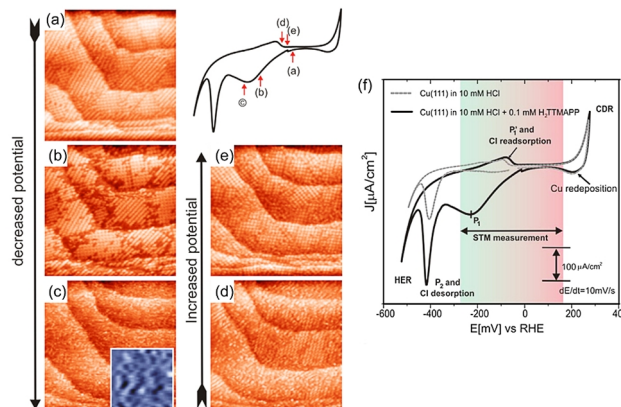 (a)
(b)
(c)
decreased potential
(d)
(e)
(a)
(b)
©
(e)
(d)
Increased potential
(f)
Cu(111) in 10 mM HCl
Cu(111) in 10 mM HCl + 0.1 mM H₂TTMAPP
CDR
P₁' and
Cl readsorption
Cu redeposition
P₁
STM measurement
HER
P₂ and
Cl desorption
100 μA/cm²
dE/dt=10mV/s
J[μA/cm²]
-600
-400
-200
0
200
400
E[mV] vs RHE